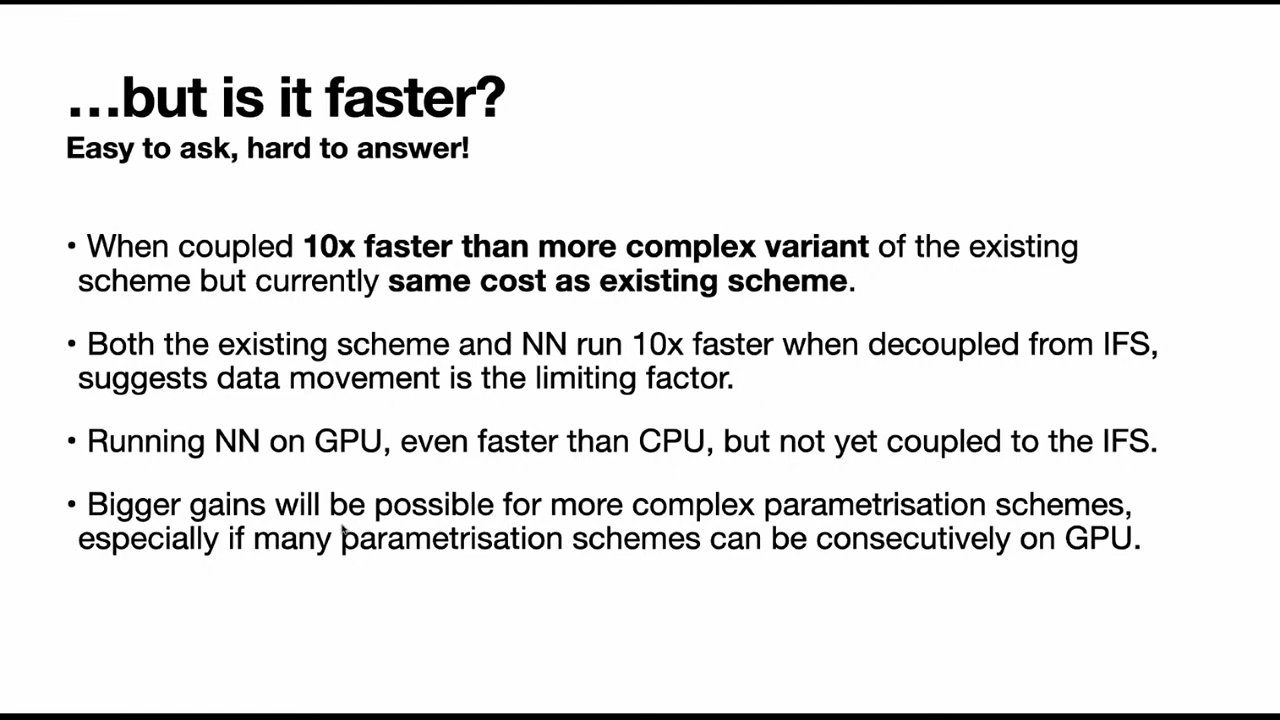 ...but is it faster?
Easy to ask, hard to answer!
• When coupled 10x faster than more complex variant of the existing
scheme but currently same cost as existing scheme.
• Both the existing scheme and NN run 10x faster when decoupled from IFS,
suggests data movement is the limiting factor.
• Running NN on GPU, even faster than CPU, but not yet coupled to the IFS.
• Bigger gains will be possible for more complex parametrisation schemes,
especially if many parametrisation schemes can be consecutively on GPU.